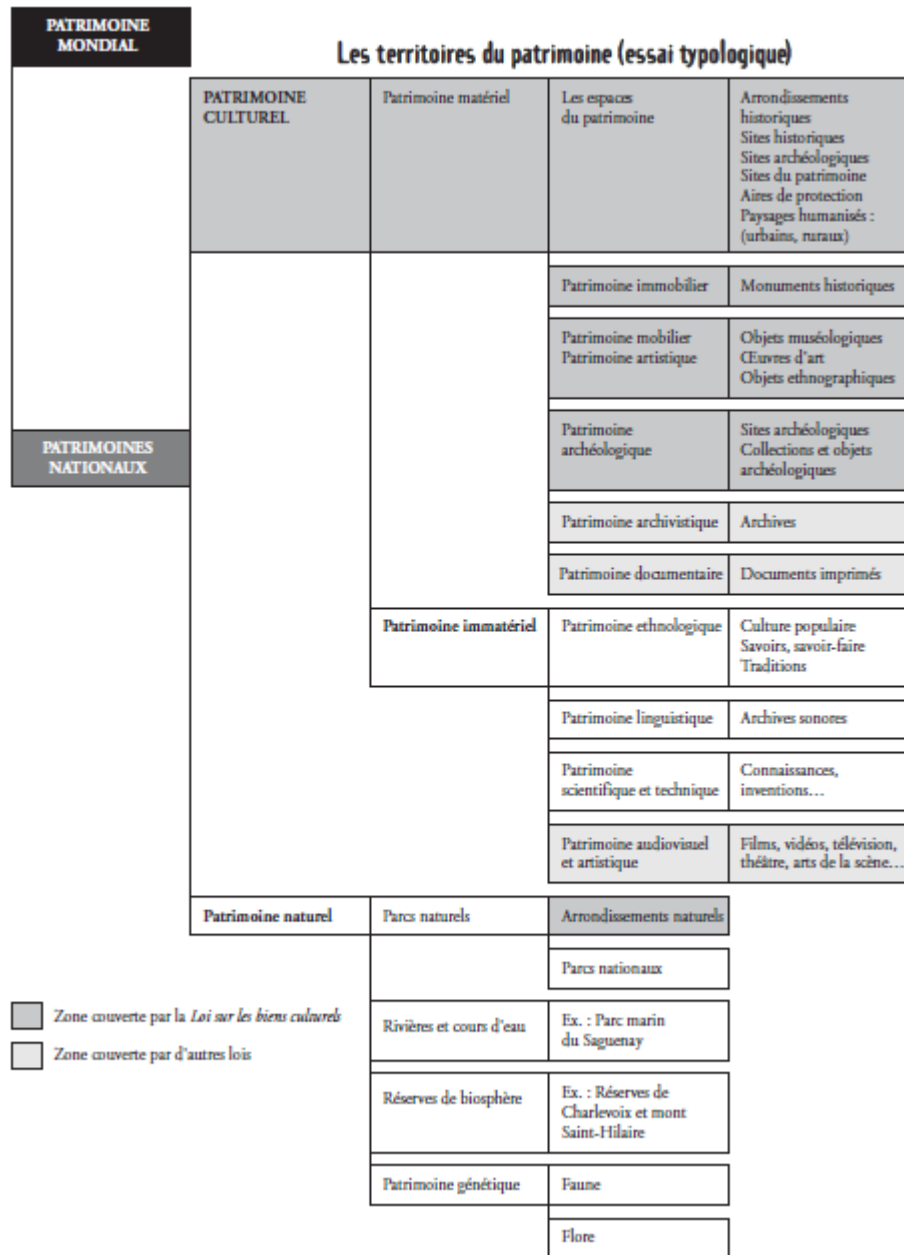 PATRIMOINE
MONDIAL
Les territoires du patrimoine (essai typologique)
PATRIMOINE
CULTUREL
Patrimoine matériel
Les espaces
du patrimoine
Arrondissements
historiques
Sites historiques
Sites archéologiques
Sites du patrimoine
Aires de protection
Paysages humanisés :
(urbains, ruraux)
Patrimoine immobilier
Monuments historiques
Patrimoine mobilier
Patrimoine artistique
Objets muséologiques
Œuvres d'art
Objets ethnographiques
PATRIMOINES
NATIONAUX
Patrimoine
archéologique
Sites archéologiques
Collections et objets
archéologiques
Patrimoine archivistique
Archives
Patrimoine documentaire
Documents imprimés
Patrimoine immatériel
Patrimoine ethnologique
Culture populaire
Savoirs, savoir-faire
Traditions
Patrimoine linguistique
Archives sonores
Patrimoine
scientifique et technique
Connaissances,
inventions…
Patrimoine audiovisuel
et artistique
Films, vidéos, télévision,
théâtre, arts de la scène…
Patrimoine naturel
Parcs naturels
Arrondissements naturels
Parcs nationaux
Rivières et cours d'eau
Ex. : Parc marin
du Saguenay
Réserves de biosphère
Ex. : Réserves de
Charlevoix et mont
Saint-Hilaire
Patrimoine génétique
Faune
Flore
Zone couverte par la Loi sur les biens culturels
Zone couverte par d'autres lois